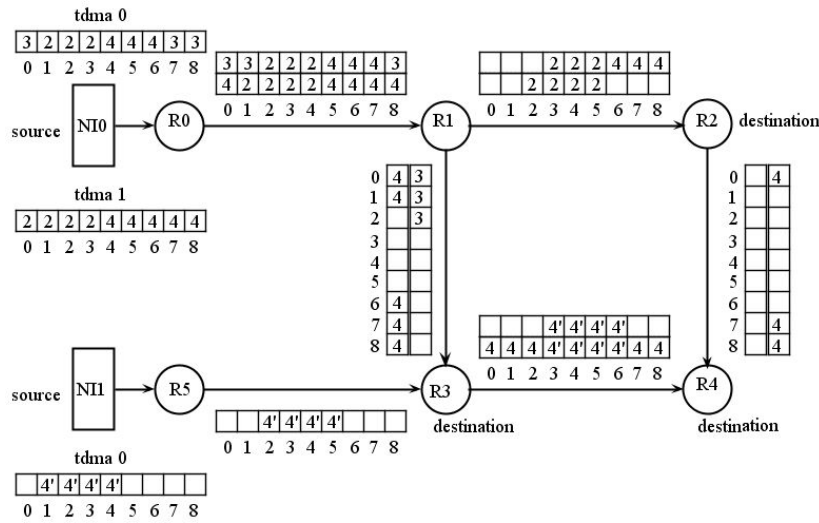 tdma 0
3 2 2 2 4 4 4 3 3
0 1 2 3 4 5 6 7 8
3 3 2 2 2 4 4 4 3
4 2 2 2 2 4 4 4 4
0 1 2 3 4 5 6 7 8
2 2 2 4 4 4
2 2 2 2
0 1 2 3 4 5 6 7 8
source
NI0
R0
R1
R2
destination
tdma 1
2 2 2 2 4 4 4 4 4
0 1 2 3 4 5 6 7 8
0 4 3
1 4 3
2 3
3
4
5
6 4
7 4
8 4
0 4
1
2
3
4
5
6
7 4
8 4
4' 4' 4' 4'
4 4 4 4' 4' 4' 4' 4 4
0 1 2 3 4 5 6 7 8
source
NI1
R5
R3
R4
destination
destination
4' 4' 4' 4'
0 1 2 3 4 5 6 7 8
tdma 0
4' 4' 4' 4'
0 1 2 3 4 5 6 7 8